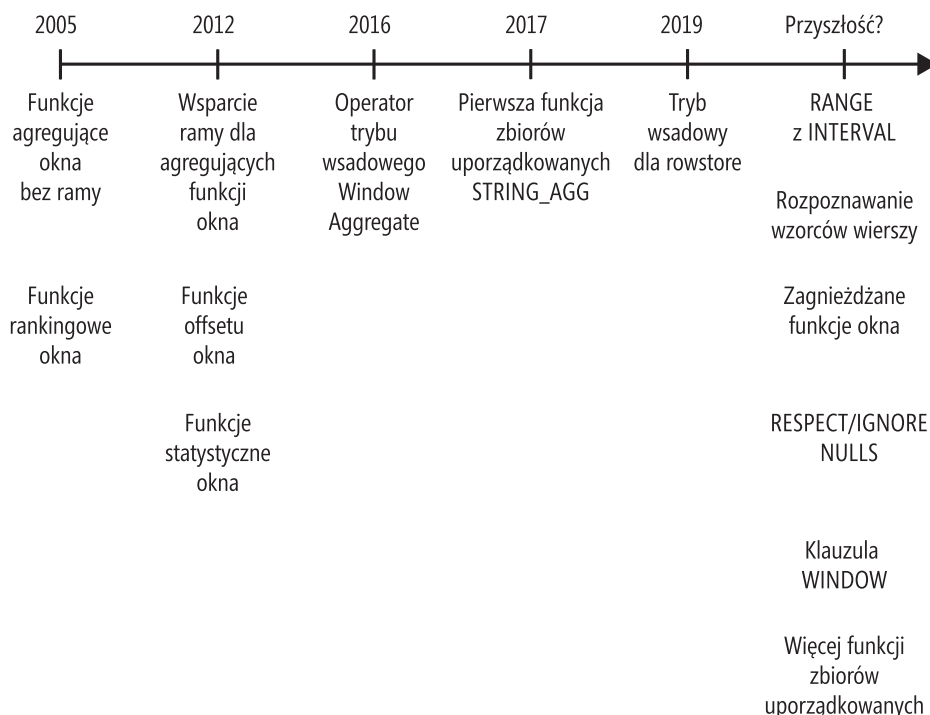 2005
2012
2016
2017
2019
Przyszłość?
Funkcje
agregujące
okna
bez ramy
Funkcje
rankingowe
okna
Wsparcie
ramy dla
agregujących
funkcji
okna
Funkcje
offsetu
okna
Funkcje
statystyczne
okna
Operator
trybu
wsadowego
Window
Aggregate
Pierwsza funkcja
zbiorów
uporządkowanych
STRING_AGG
Tryb
wsadowy
dla rowstore
RANGE
z INTERVAL
Rozpoznawanie
wzorców wierszy
Zagnieżdżane
funkcje okna
RESPECT/IGNORE
NULLS
Klauzula
WINDOW
Więcej funkcji
zbiorów
uporządkowanych